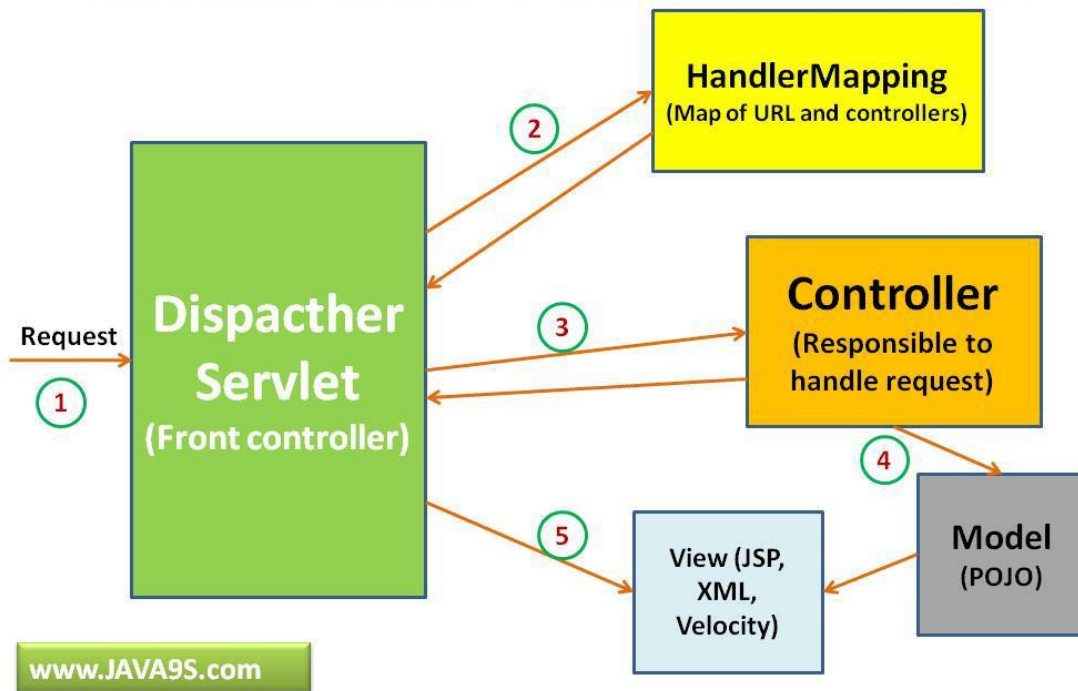 HandlerMapping
(Map of URL and controllers)
2
Dispacther
Servlet
(Front controller)
Request
1
3
Controller
(Responsible to
handle request)
4
5
View (JSP,
XML,
Velocity)
Model
(POJO)
www.JAVA9S.com